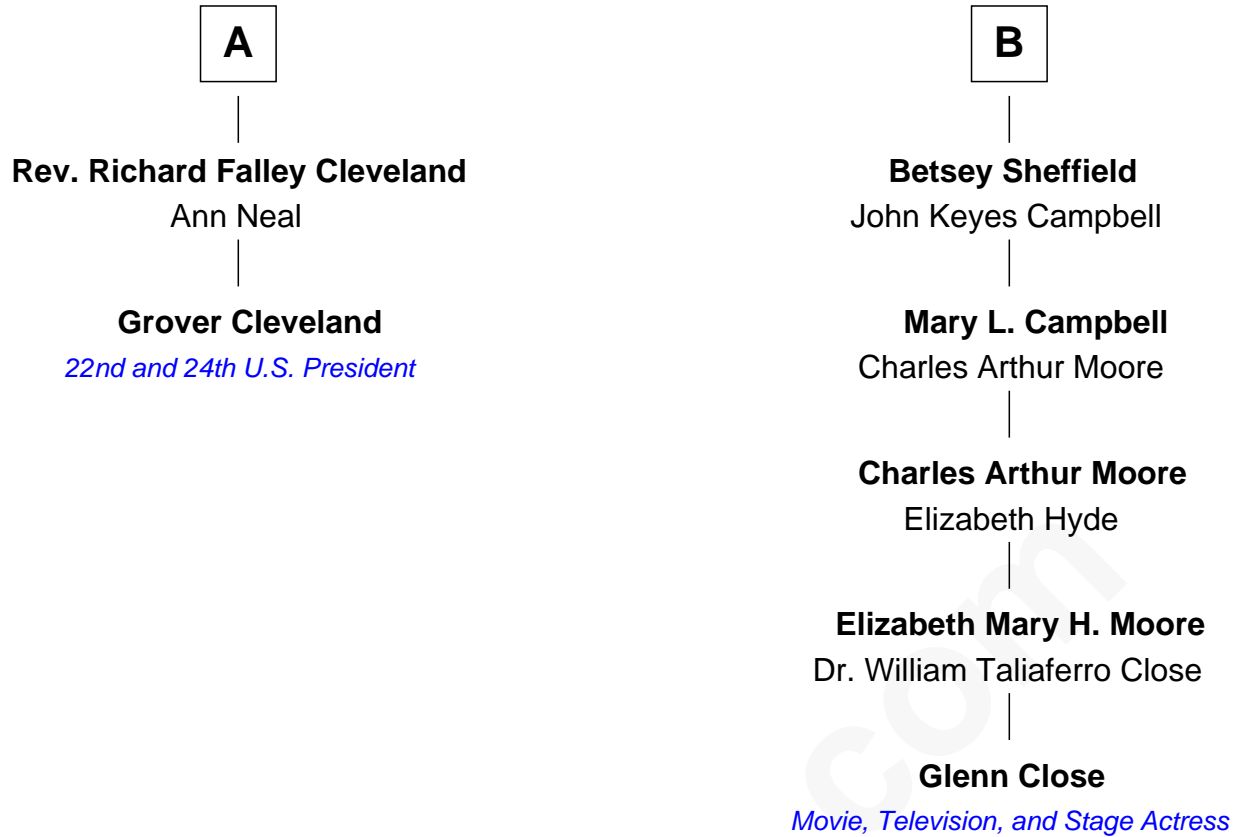 A
Rev. Richard Falley Cleveland
Ann Neal
Grover Cleveland
22nd and 24th U.S. President
B
Betsey Sheffield
John Keyes Campbell
Mary L. Campbell
Charles Arthur Moore
Charles Arthur Moore
Elizabeth Hyde
Elizabeth Mary H. Moore
Dr. William Taliaferro Close
Glenn Close
Movie, Television, and Stage Actress
com